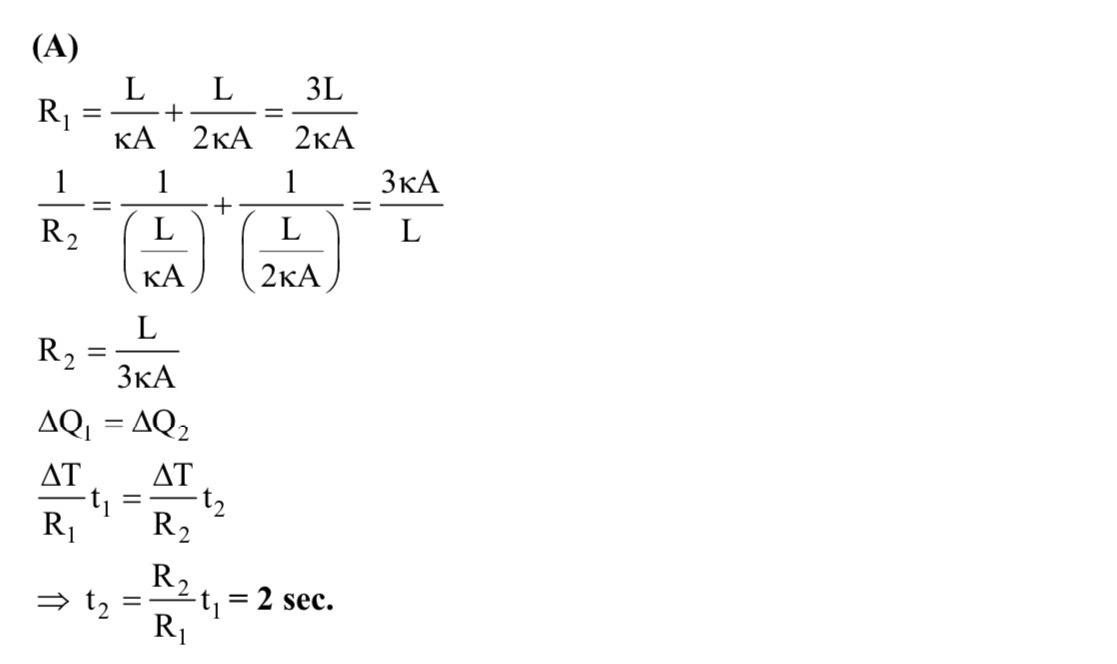 (A)
R₁ = L/κA + L/2κA = 3L/2κA
1/R₂ = 1/(L/κA) + 1/(L/2κA) = 3κA/L
R₂ = L/3κA
ΔQ₁ = ΔQ₂
ΔT/R₁ t₁ = ΔT/R₂ t₂
⇒ t₂ = R₂/R₁ t₁ = 2 sec.